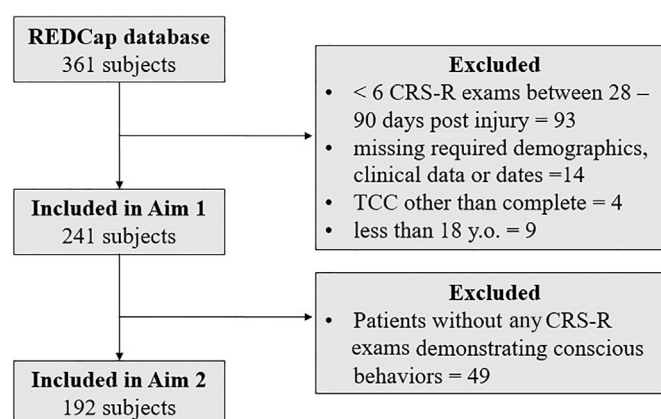 REDCap database
361 subjects
Excluded
• < 6 CRS-R exams between 28 –
90 days post injury = 93
• missing required demographics,
clinical data or dates =14
• TCC other than complete = 4
• less than 18 y.o. = 9
Included in Aim 1
241 subjects
Excluded
• Patients without any CRS-R
exams demonstrating conscious
behaviors = 49
Included in Aim 2
192 subjects